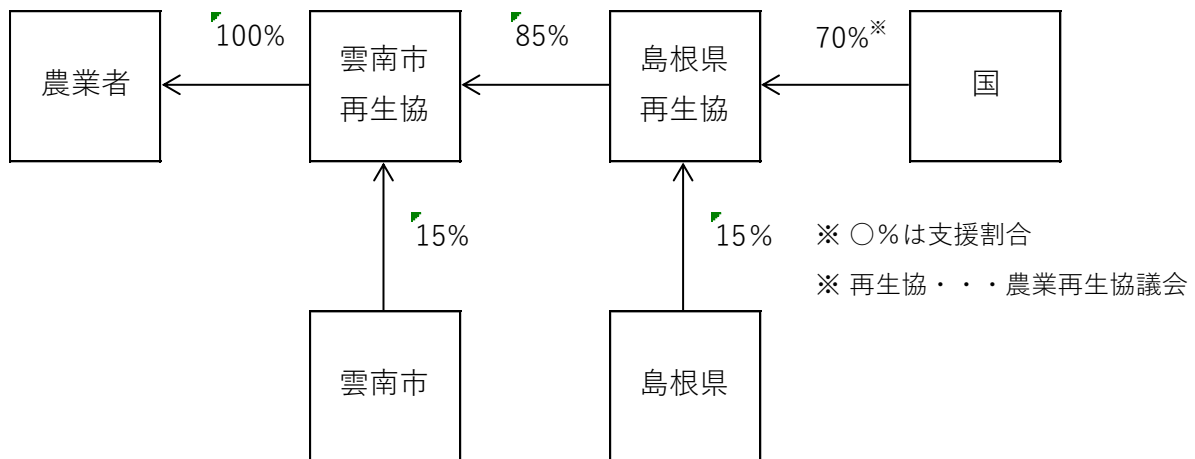 100%
85%
70%※
農業者
雲南市
再生協
島根県
再生協
国
15%
15%
※ ○%は支援割合
※ 再生協・・・農業再生協議会
雲南市
島根県